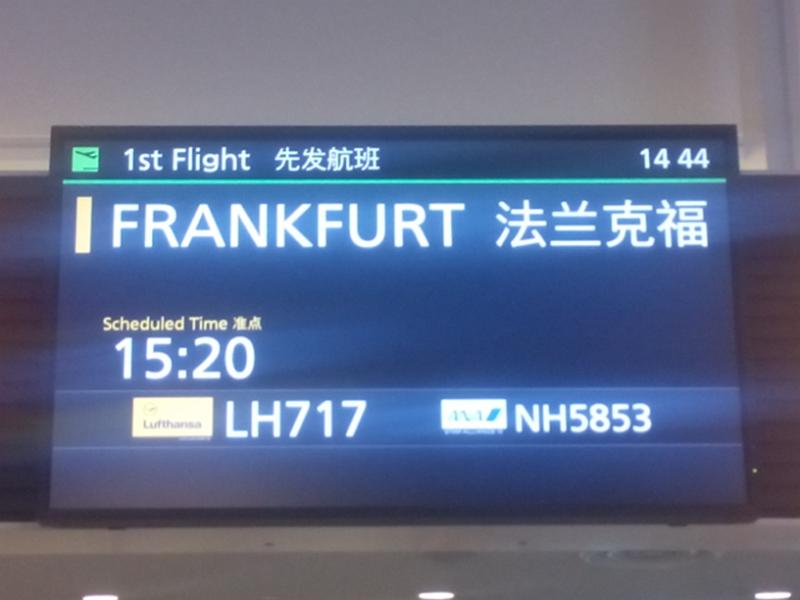 1st Flight 先发航班 14 44
FRANKFURT 法兰克福
Scheduled Time 准点
15:20
Lufthansa LH717 ANA NH5853